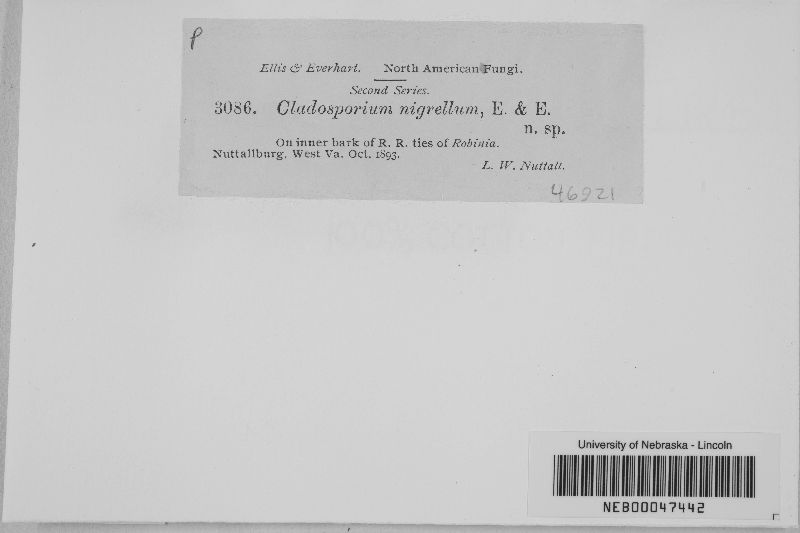 P
Ellis & Everhart. North American Fungi.
Second Series.
3086. Cladosporium nigrellum, E. & E.
n. sp.
On inner bark of R. R. ties of Robinia.
Nuttallburg, West Va. Oct. 1893.
L. W. Nuttall.
46921
University of Nebraska - Lincoln
NEB00047442